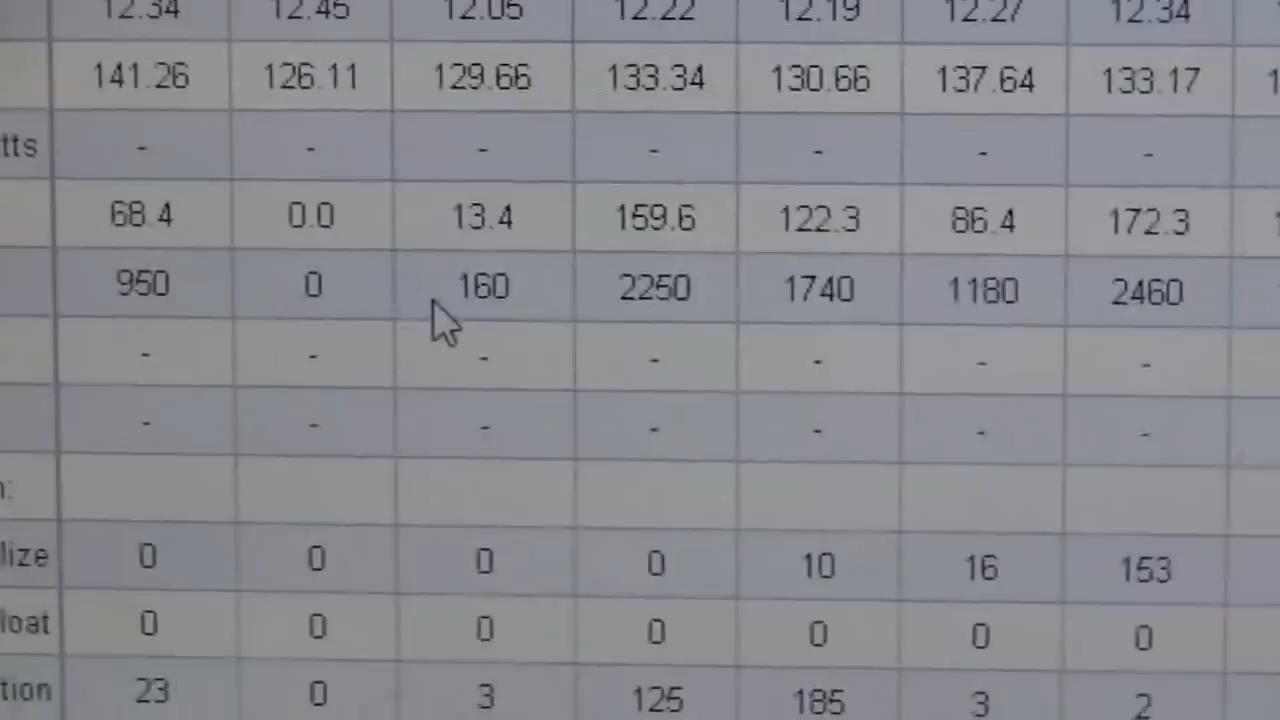 12.34 12.45 12.05 12.22 12.19 12.27 12.34
141.26 126.11 129.66 133.34 130.66 137.64 133.17 1
tts - - - - - - -
68.4 0.0 13.4 159.6 122.3 86.4 172.3
950 0 160 2250 1740 1180 2460
- - - - - - -
- - - - - - -
n:
lize 0 0 0 0 10 16 153
loat 0 0 0 0 0 0 0
tion 23 0 3 125 185 3 2